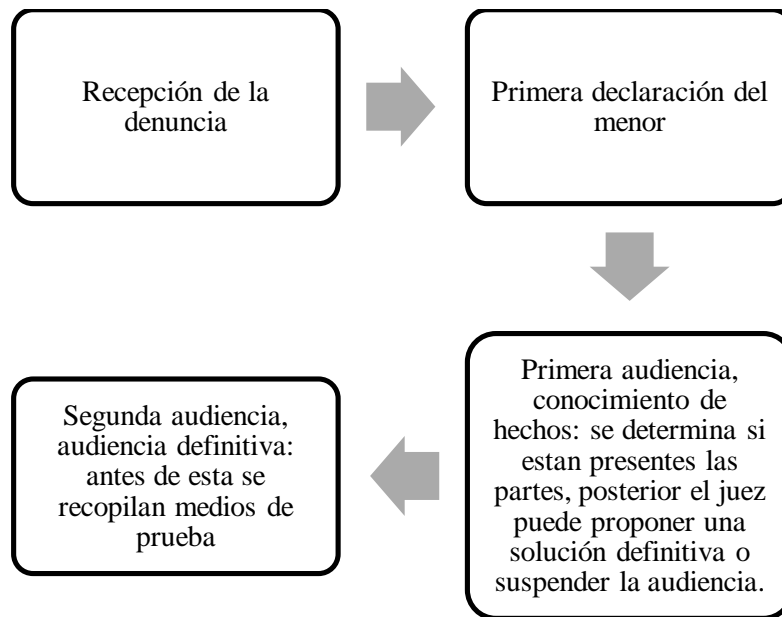 Recepción de la
denuncia
Primera declaración del
menor
Primera audiencia,
conocimiento de
hechos: se determina si
estan presentes las
partes, posterior el juez
puede proponer una
solución definitiva o
suspender la audiencia.
Segunda audiencia,
audiencia definitiva:
antes de esta se
recopilan medios de
prueba